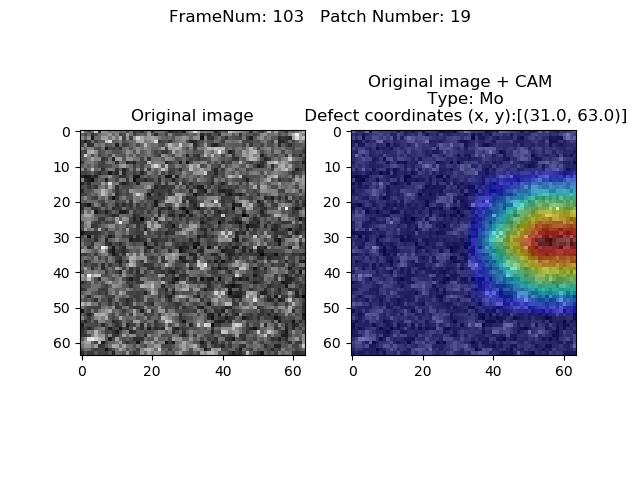 FrameNum: 103   Patch Number: 19
Original image
0
10
20
30
40
50
60
0 20 40 60
Original image + CAM
Type: Mo
Defect coordinates (x, y):[(31.0, 63.0)]
0
10
20
30
40
50
60
0 20 40 60